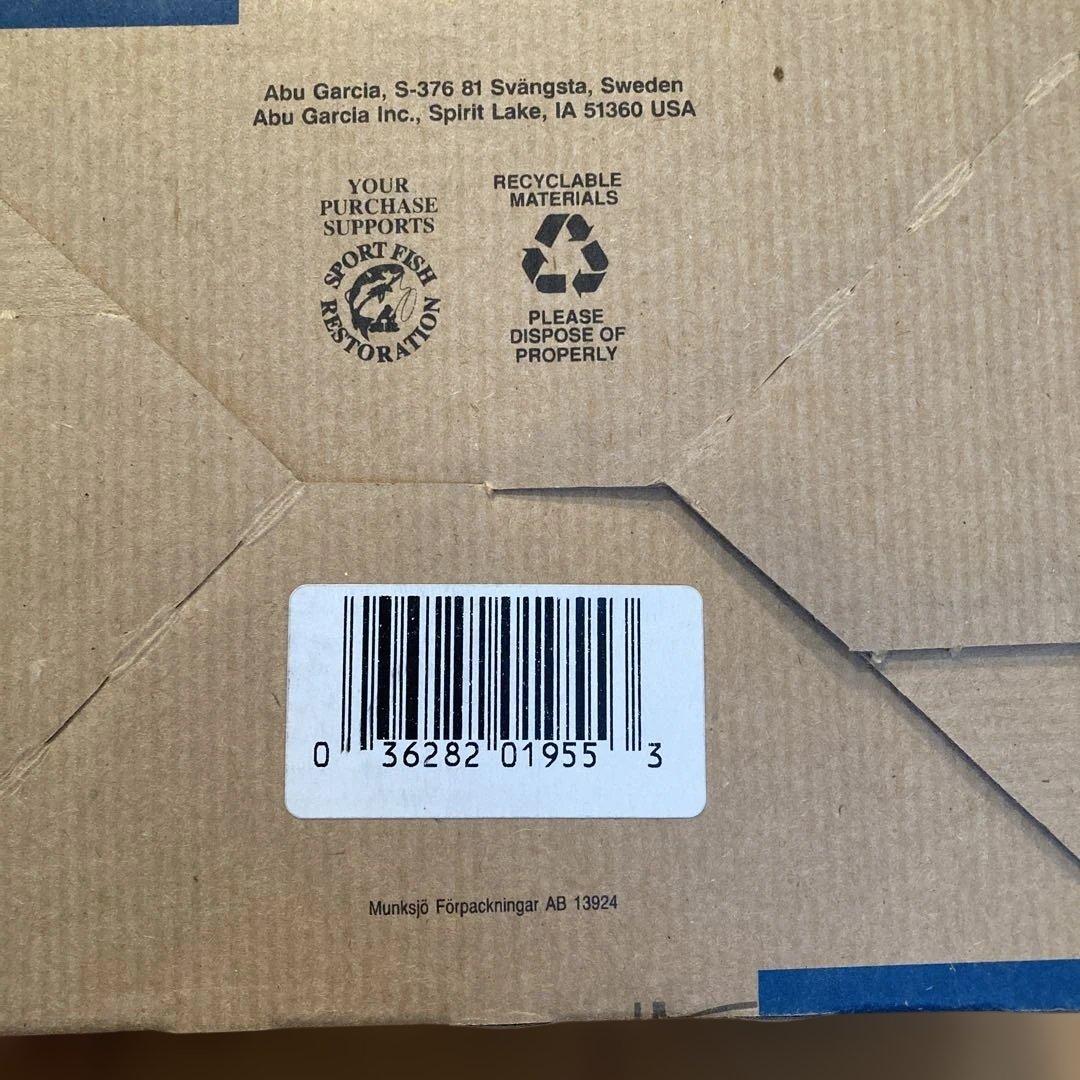 Abu Garcia, S-376 81 Svängsta, Sweden
Abu Garcia Inc., Spirit Lake, IA 51360 USA
YOUR
PURCHASE
SUPPORTS
SPORT FISH
RESTORATION
RECYCLABLE
MATERIALS
PLEASE
DISPOSE OF
PROPERLY
0 36282 01955 3
Munksjö Förpackningar AB 13924